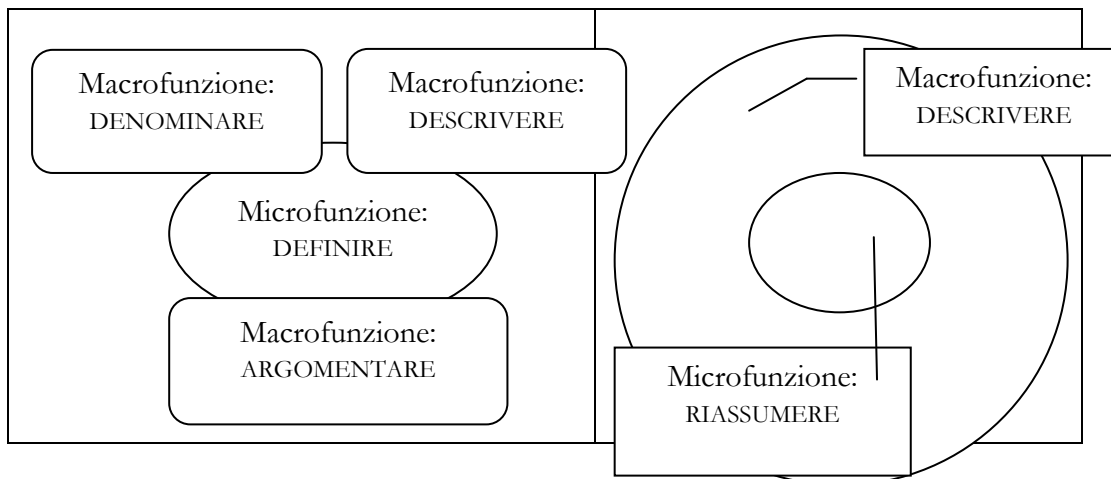 Macrofunzione:
DENOMINARE
Macrofunzione:
DESCRIVERE
Microfunzione:
DEFINIRE
Macrofunzione:
ARGOMENTARE
Macrofunzione:
DESCRIVERE
Microfunzione:
RIASSUMERE